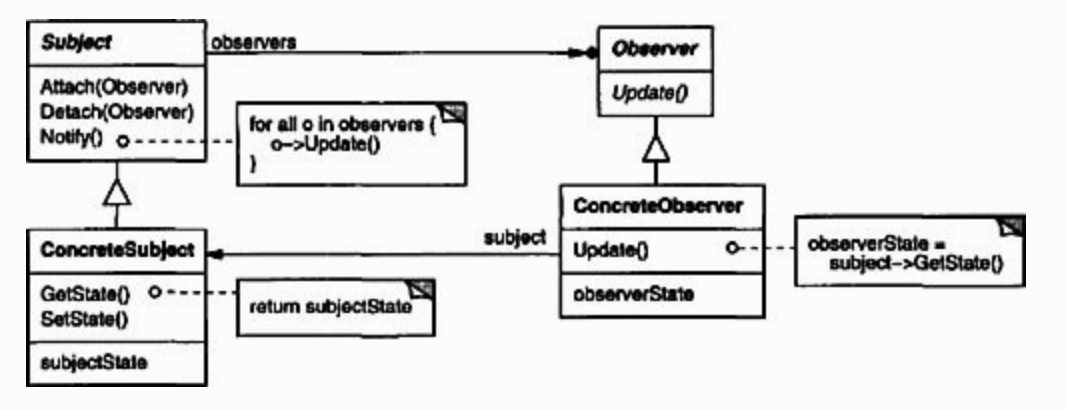 Subject
Attach(Observer)
Detach(Observer)
Notify()
observers
Observer
Update()
for all o in observers {
o->Update()
}
ConcreteSubject
GetState()
SetState()
subjectState
return subjectState
subject
ConcreteObserver
Update()
observerState
observerState =
subject->GetState()